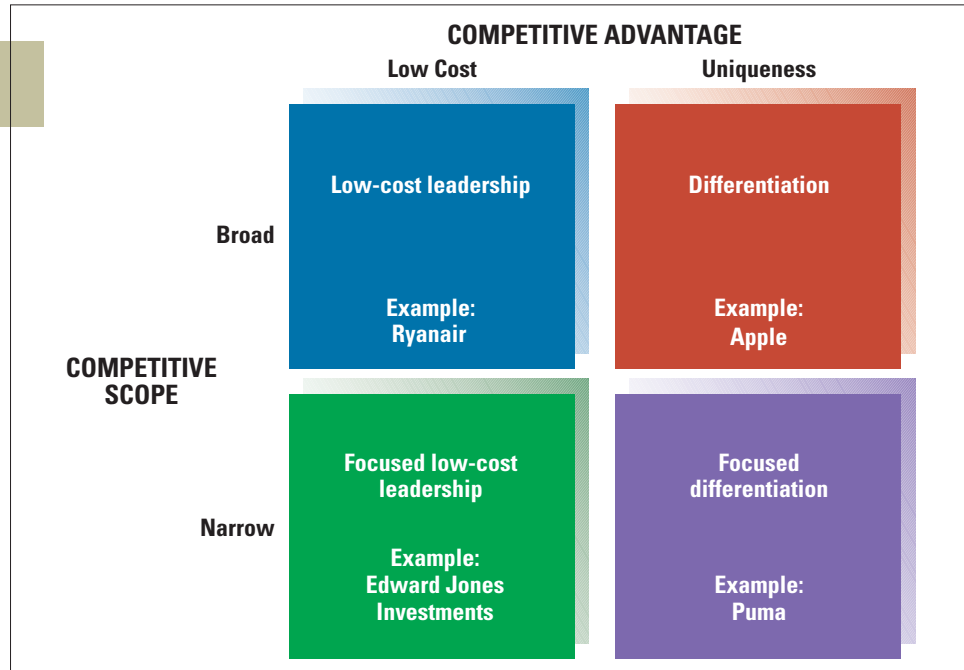 COMPETITIVE ADVANTAGE
Low Cost
Uniqueness
Broad
Low-cost leadership
Example:
Ryanair
Differentiation
Example:
Apple
COMPETITIVE
SCOPE
Narrow
Focused low-cost
leadership
Example:
Edward Jones
Investments
Focused
differentiation
Example:
Puma